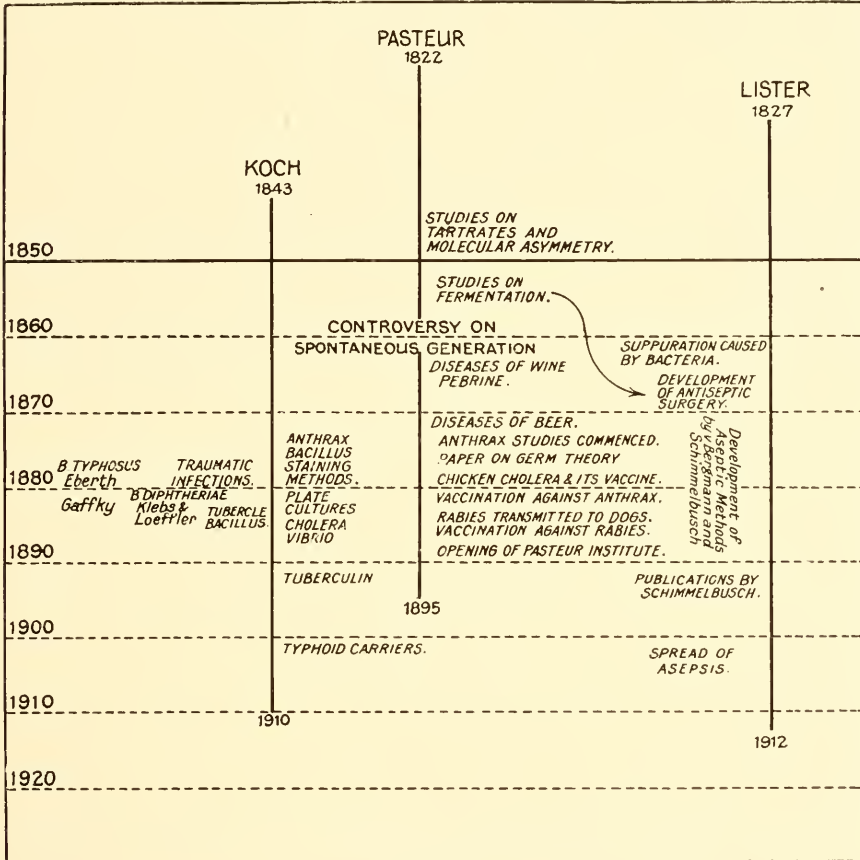 PASTEUR
1822
LISTER
1827
KOCH
1843
STUDIES ON
TARTRATES AND
MOLECULAR ASYMMETRY.
1850
STUDIES ON
FERMENTATION.
1860
CONTROVERSY ON
SPONTANEOUS GENERATION
SUPPURATION CAUSED
BY BACTERIA.
DISEASES OF WINE
PEBRINE.
DEVELOPMENT
OF ANTISEPTIC
SURGERY.
1870
DISEASES OF BEER.
ANTHRAX STUDIES COMMENCED.
PAPER ON GERM THEORY
CHICKEN CHOLERA & ITS VACCINE.
ANTHRAX
BACILLUS
STAINING
METHODS.
B TYPHOSUS
Eberth
TRAUMATIC
INFECTIONS.
Development of
Aseptic Methods
by v Bergmann and
Schimmelbusch
1880
Gaffky
B DIPHTHERIAE
Klebs &
Loeffler
TUBERCLE
BACILLUS.
PLATE
CULTURES
CHOLERA
VIBRIO
VACCINATION AGAINST ANTHRAX.
RABIES TRANSMITTED TO DOGS.
VACCINATION AGAINST RABIES.
OPENING OF PASTEUR INSTITUTE.
1890
TUBERCULIN
1895
PUBLICATIONS BY
SCHIMMELBUSCH.
1900
TYPHOID CARRIERS.
SPREAD OF
ASEPSIS.
1910
1910
1912
1920